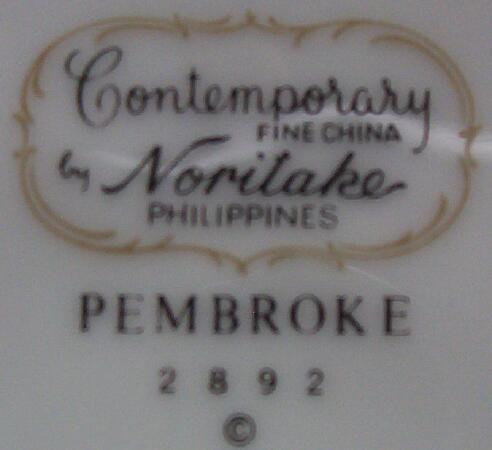 Contemporary
FINE CHINA
by Noritake
PHILIPPINES
PEMBROKE
2892
©